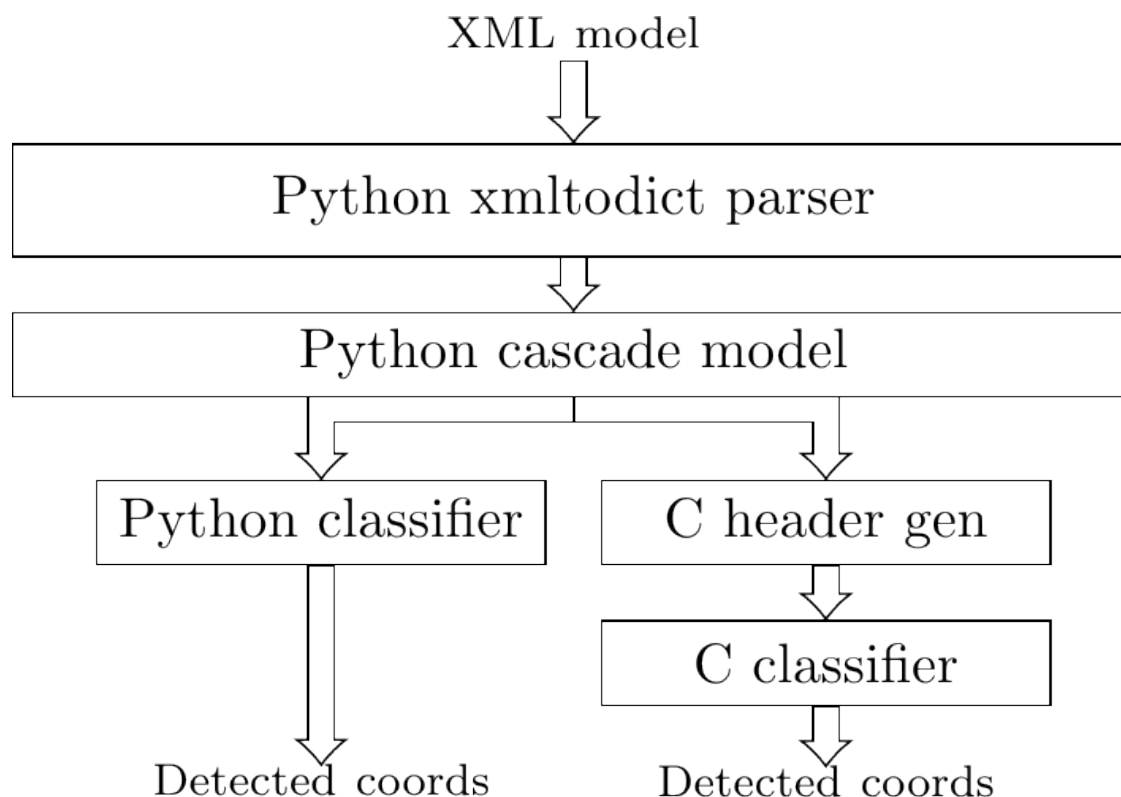 XML model
Python xmltodict parser
Python cascade model
Python classifier
C header gen
C classifier
Detected coords
Detected coords